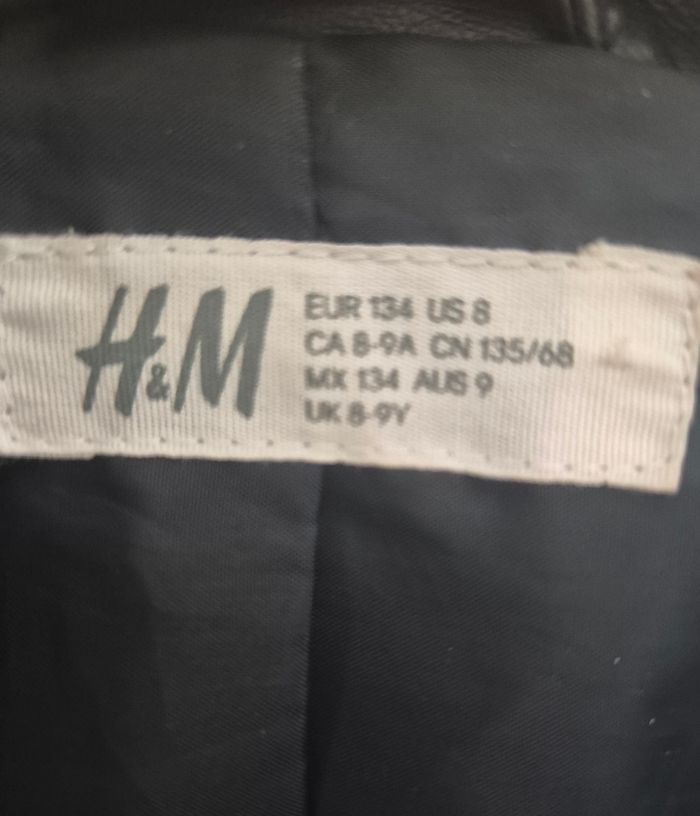 H&M
EUR 134 US 8
CA 8-9A CN 135/68
MX 134 AUS 9
UK 8-9Y